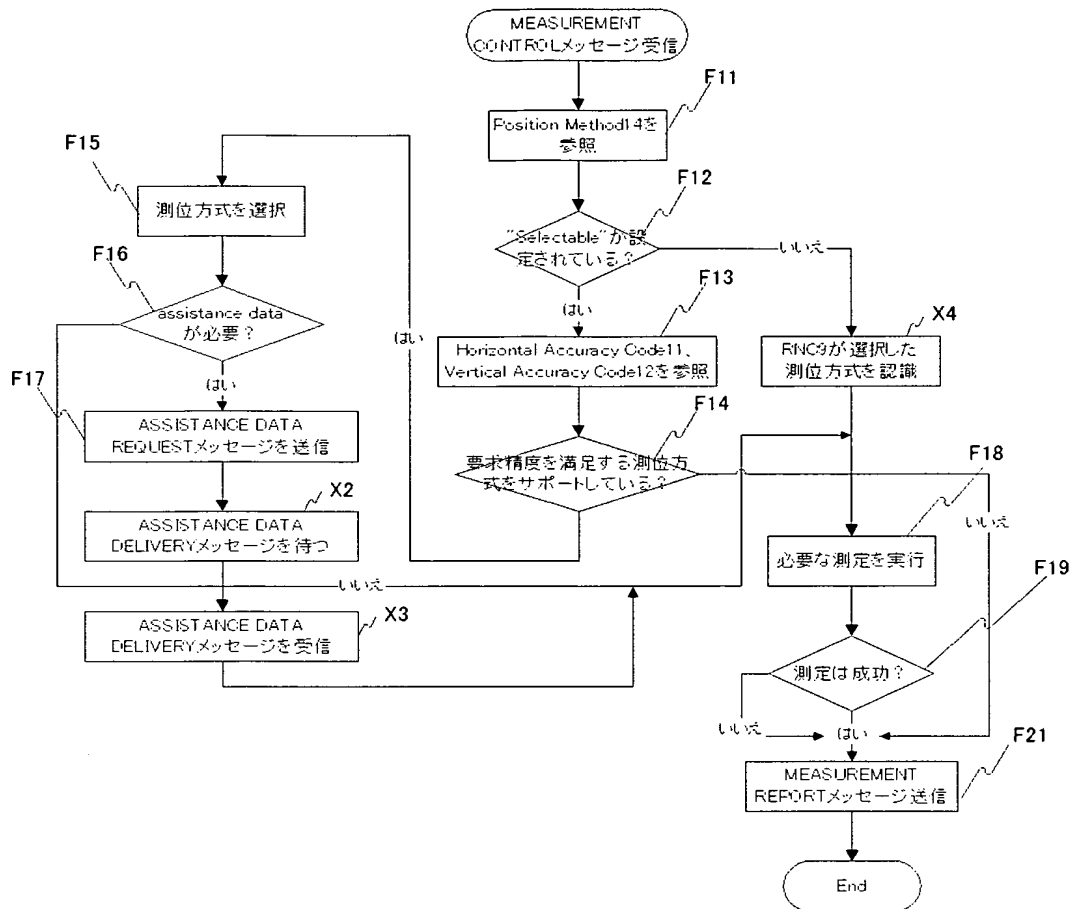 MEASUREMENT
CONTROLメッセージ受信
F11
Position Method14を
参照
F12
"Selectable"が設
定されている？
いいえ
はい
F13
Horizontal Accuracy Code11、
Vertical Accuracy Code12を参照
X4
RNC9が選択した
測位方式を認識
F14
要求精度を満足する測位方
式をサポートしている？
いいえ
はい
F15
測位方式を選択
F16
assistance data
が必要？
はい
いいえ
F17
ASSISTANCE DATA
REQUESTメッセージを送信
X2
ASSISTANCE DATA
DELIVERYメッセージを待つ
X3
ASSISTANCE DATA
DELIVERYメッセージを受信
F18
必要な測定を実行
F19
測定は成功？
いいえ
はい
F21
MEASUREMENT
REPORTメッセージ送信
End